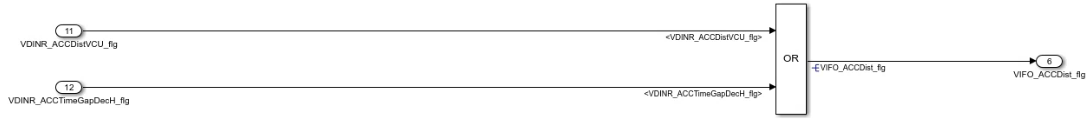 11
VDINR_ACCDistVCU_flg
<VDINR_ACCDistVCU_flg>
OR
VIFO_ACCDist_flg
6
VIFO_ACCDist_flg
12
VDINR_ACCTimeGapDecH_flg
<VDINR_ACCTimeGapDecH_flg>